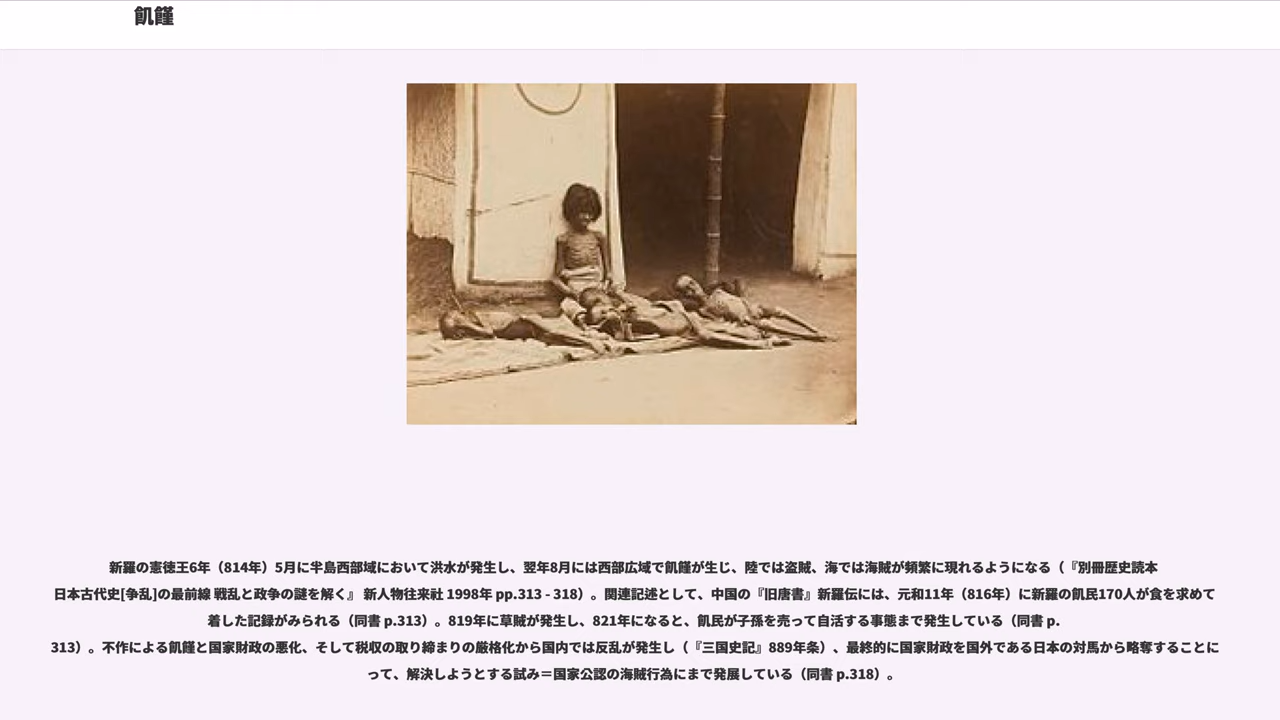 飢饉
新羅の憲徳王6年（814年）5月に半島西部域において洪水が発生し、翌年8月には西部広域で飢饉が生じ、陸では盗賊、海では海賊が頻繁に現れるようになる（『別冊歴史読本
日本古代史[争乱]の最前線 戦乱と政争の謎を解く』 新人物往来社 1998年 pp.313 - 318）。関連記述として、中国の『旧唐書』新羅伝には、元和11年（816年）に新羅の飢民170人が食を求めて
着した記録がみられる（同書 p.313）。819年に草賊が発生し、821年になると、飢民が子孫を売って自活する事態まで発生している（同書 p.
313）。不作による飢饉と国家財政の悪化、そして税収の取り締まりの厳格化から国内では反乱が発生し（『三国史記』889年条）、最終的に国家財政を国外である日本の対馬から略奪することに
って、解決しようとする試み＝国家公認の海賊行為にまで発展している（同書 p.318）。